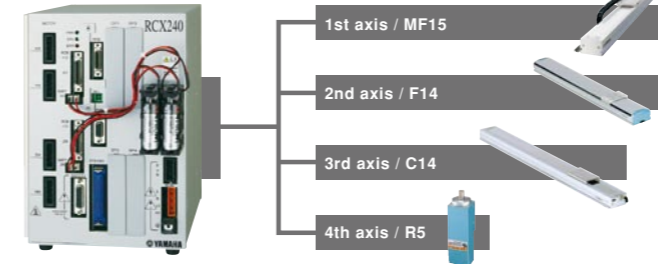 RCX240
YAMAHA
1st axis / MF15
2nd axis / F14
3rd axis / C14
4th axis / R5